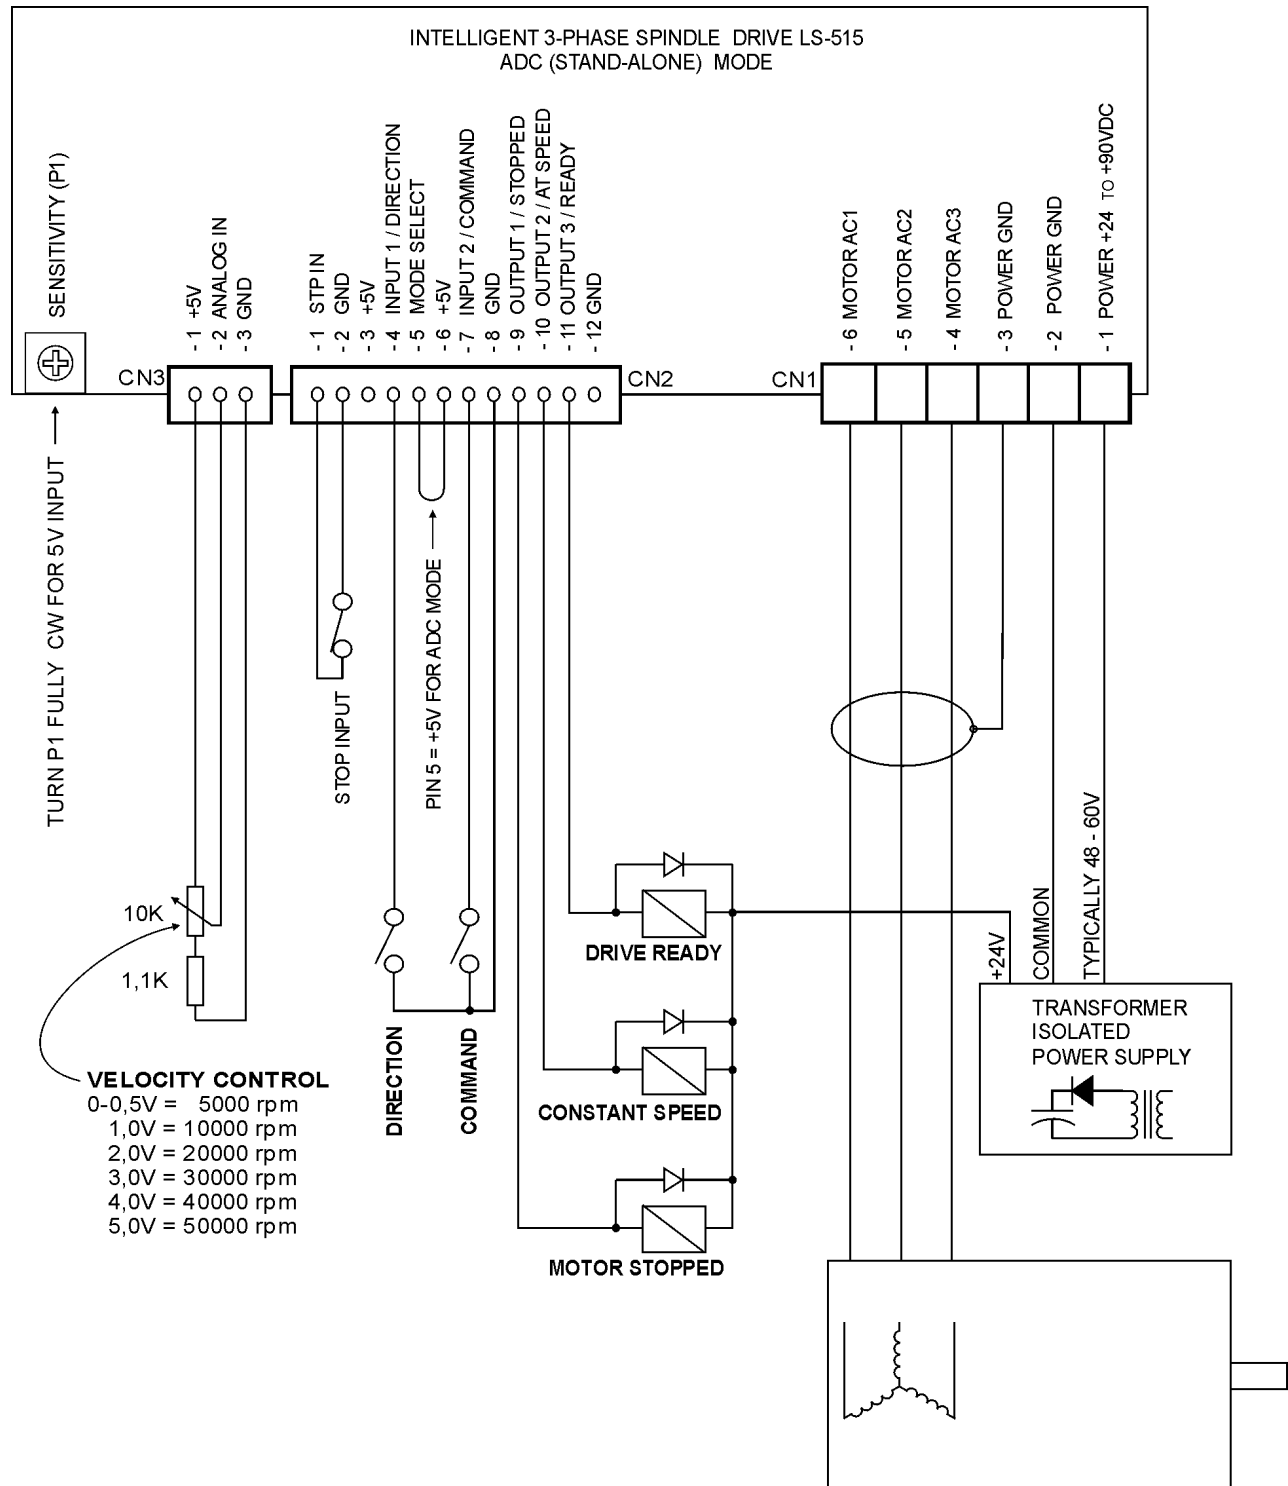 INTELLIGENT 3-PHASE SPINDLE DRIVE LS-515
ADC (STAND-ALONE) MODE
SENSITIVITY (P1)
- 1 +5V
- 2 ANALOG IN
- 3 GND
- 1 STP IN
- 2 GND
- 3 +5V
- 4 INPUT 1 / DIRECTION
- 5 MODE SELECT
- 6 +5V
- 7 INPUT 2 / COMMAND
- 8 GND
- 9 OUTPUT 1 / STOPPED
- 10 OUTPUT 2 / AT SPEED
- 11 OUTPUT 3 / READY
- 12 GND
- 6 MOTOR AC1
- 5 MOTOR AC2
- 4 MOTOR AC3
- 3 POWER GND
- 2 POWER GND
- 1 POWER +24 TO +90VDC
CN3
CN2
CN1
TURN P1 FULLY CW FOR 5V INPUT
STOP INPUT
PIN 5 = +5V FOR ADC MODE
10K
1,1K
DIRECTION
COMMAND
DRIVE READY
CONSTANT SPEED
MOTOR STOPPED
+24V
COMMON
TYPICALLY 48 - 60V
TRANSFORMER
ISOLATED
POWER SUPPLY
VELOCITY CONTROL
0-0,5V = 5000 rpm
1,0V = 10000 rpm
2,0V = 20000 rpm
3,0V = 30000 rpm
4,0V = 40000 rpm
5,0V = 50000 rpm